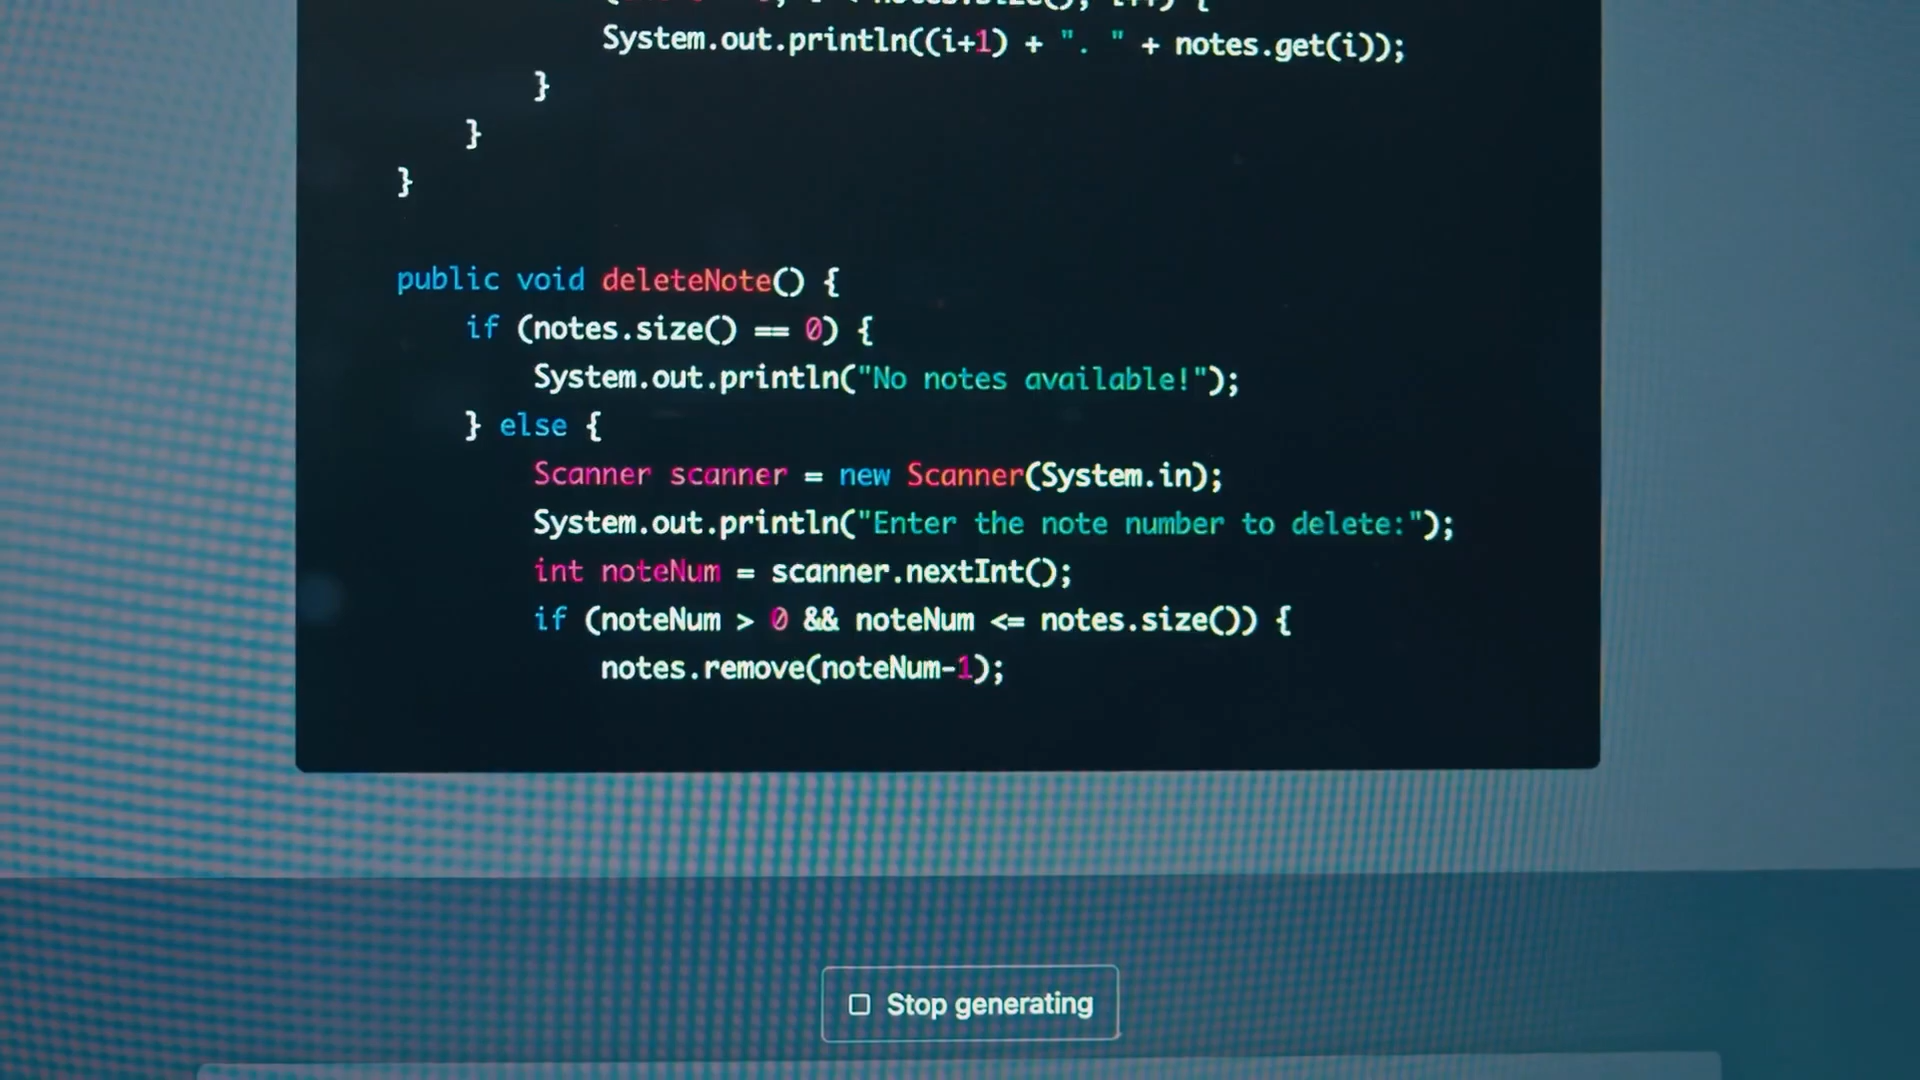 System.out.println((i+1) + ". " + notes.get(i));
}
}
}
public void deleteNote() {
if (notes.size() == 0) {
System.out.println("No notes available!");
} else {
Scanner scanner = new Scanner(System.in);
System.out.println("Enter the note number to delete:");
int noteNum = scanner.nextInt();
if (noteNum > 0 && noteNum <= notes.size()) {
notes.remove(noteNum-1);
Stop generating